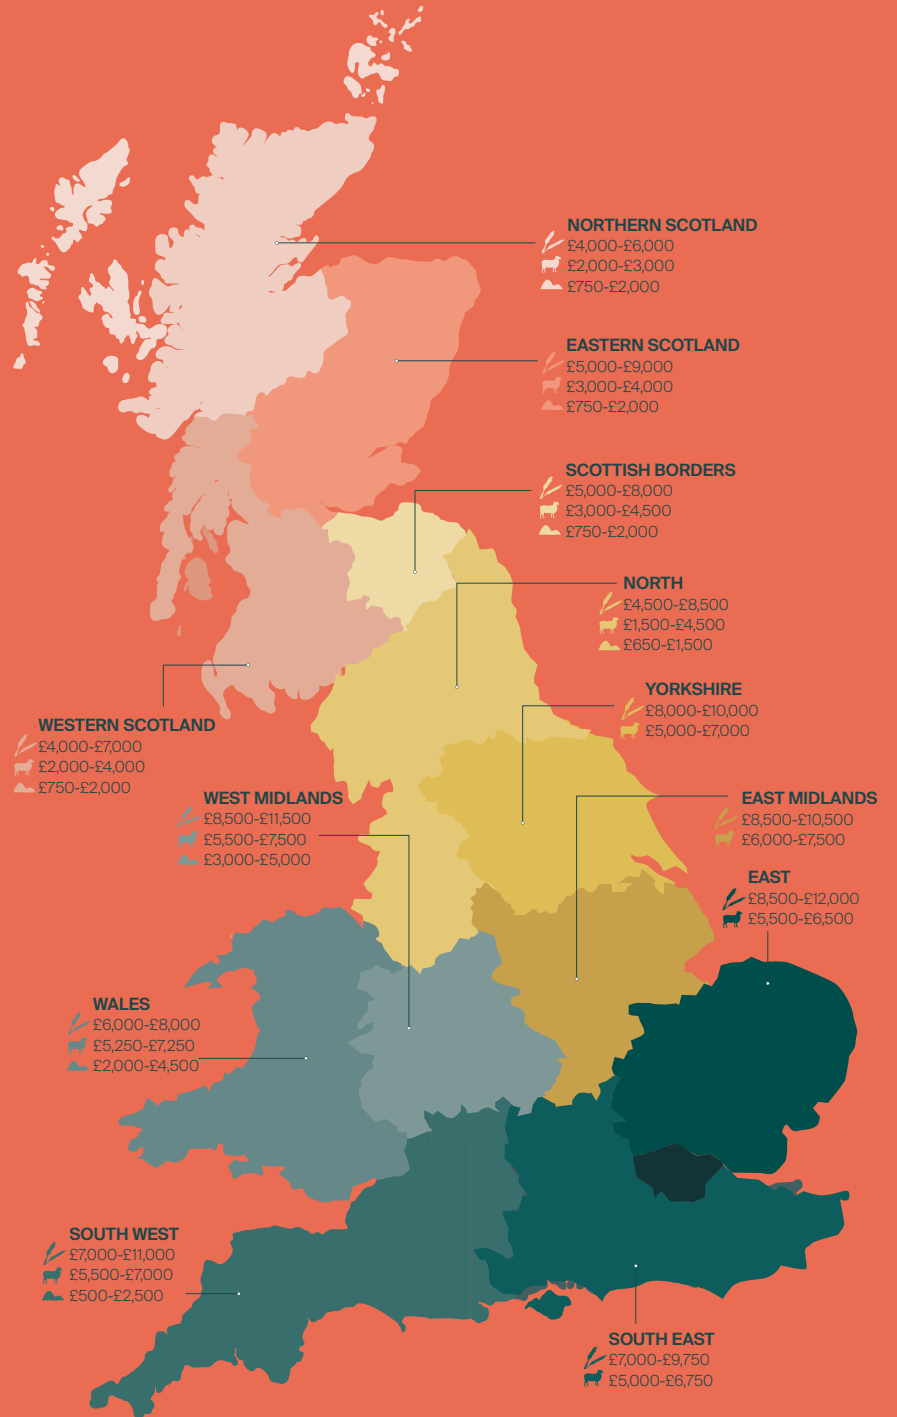 NORTHERN SCOTLAND
£4,000-£6,000
£2,000-£3,000
£750-£2,000
EASTERN SCOTLAND
£5,000-£9,000
£3,000-£4,000
£750-£2,000
SCOTTISH BORDERS
£5,000-£8,000
£3,000-£4,500
£750-£2,000
NORTH
£4,500-£8,500
£1,500-£4,500
£650-£1,500
YORKSHIRE
£8,000-£10,000
£5,000-£7,000
WESTERN SCOTLAND
£4,000-£7,000
£2,000-£4,000
£750-£2,000
WEST MIDLANDS
£8,500-£11,500
£5,500-£7,500
£3,000-£5,000
EAST MIDLANDS
£8,500-£10,500
£6,000-£7,500
EAST
£8,500-£12,000
£5,500-£6,500
WALES
£6,000-£8,000
£5,250-£7,250
£2,000-£4,500
SOUTH WEST
£7,000-£11,000
£5,500-£7,000
£500-£2,500
SOUTH EAST
£7,000-£9,750
£5,000-£6,750